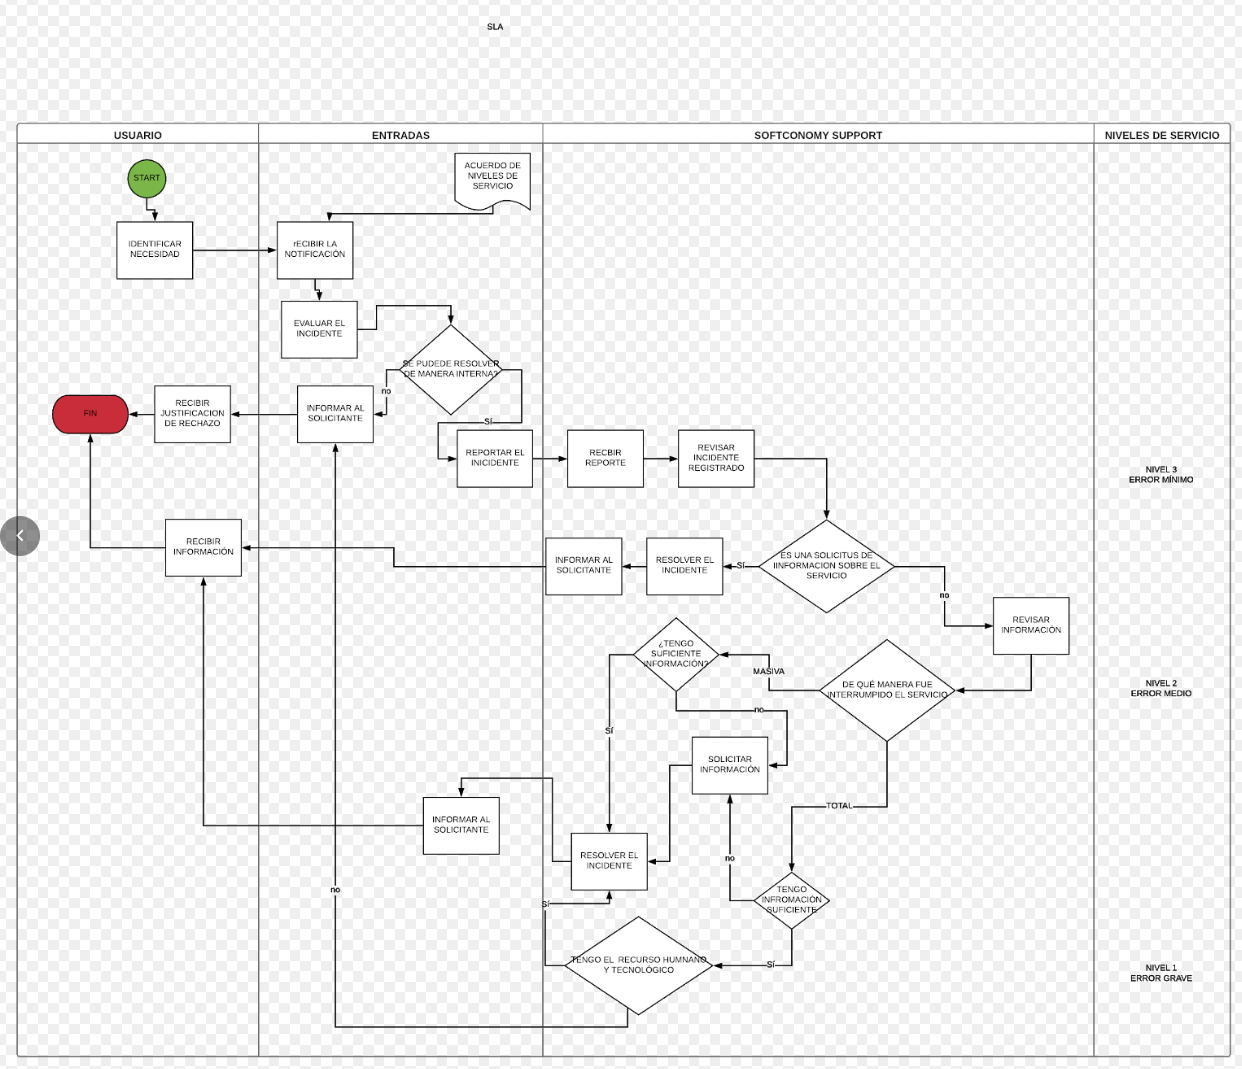 SLA
USUARIO
ENTRADAS
SOFTCONOMY SUPPORT
NIVELES DE SERVICIO
START
ACUERDO DE
NIVELES DE
SERVICIO
IDENTIFICAR
NECESIDAD
rECIBIR LA
NOTIFICACIÓN
EVALUAR EL
INCIDENTE
SE PUDEDE RESOLVER
DE MANERA INTERNA?
no
Sí
FIN
RECIBIR
JUSTIFICACION
DE RECHAZO
INFORMAR AL
SOLICITANTE
REPORTAR EL
INCIDENTE
RECBIR
REPORTE
REVISAR
INCIDENTE
REGISTRADO
NIVEL 3
ERROR MÍNIMO
RECIBIR
INFORMACIÓN
INFORMAR AL
SOLICITANTE
RESOLVER EL
INCIDENTE
Sí
ES UNA SOLICITUS DE
IINFORMACION SOBRE EL
SERVICIO
no
REVISAR
INFORMACIÓN
¿TENGO
SUFICIENTE
INFORMACIÓN?
MASIVA
DE QUÉ MANERA FUE
INTERRUMPIDO EL SERVICIO
NIVEL 2
ERROR MEDIO
no
Sí
SOLICITAR
INFORMACIÓN
TOTAL
INFORMAR AL
SOLICITANTE
RESOLVER EL
INCIDENTE
no
TENGO
INFROMACIÓN
SUFICIENTE
no
Sí
TENGO EL RECURSO HUMNANO
Y TECNOLÓGICO
Sí
NIVEL 1
ERROR GRAVE